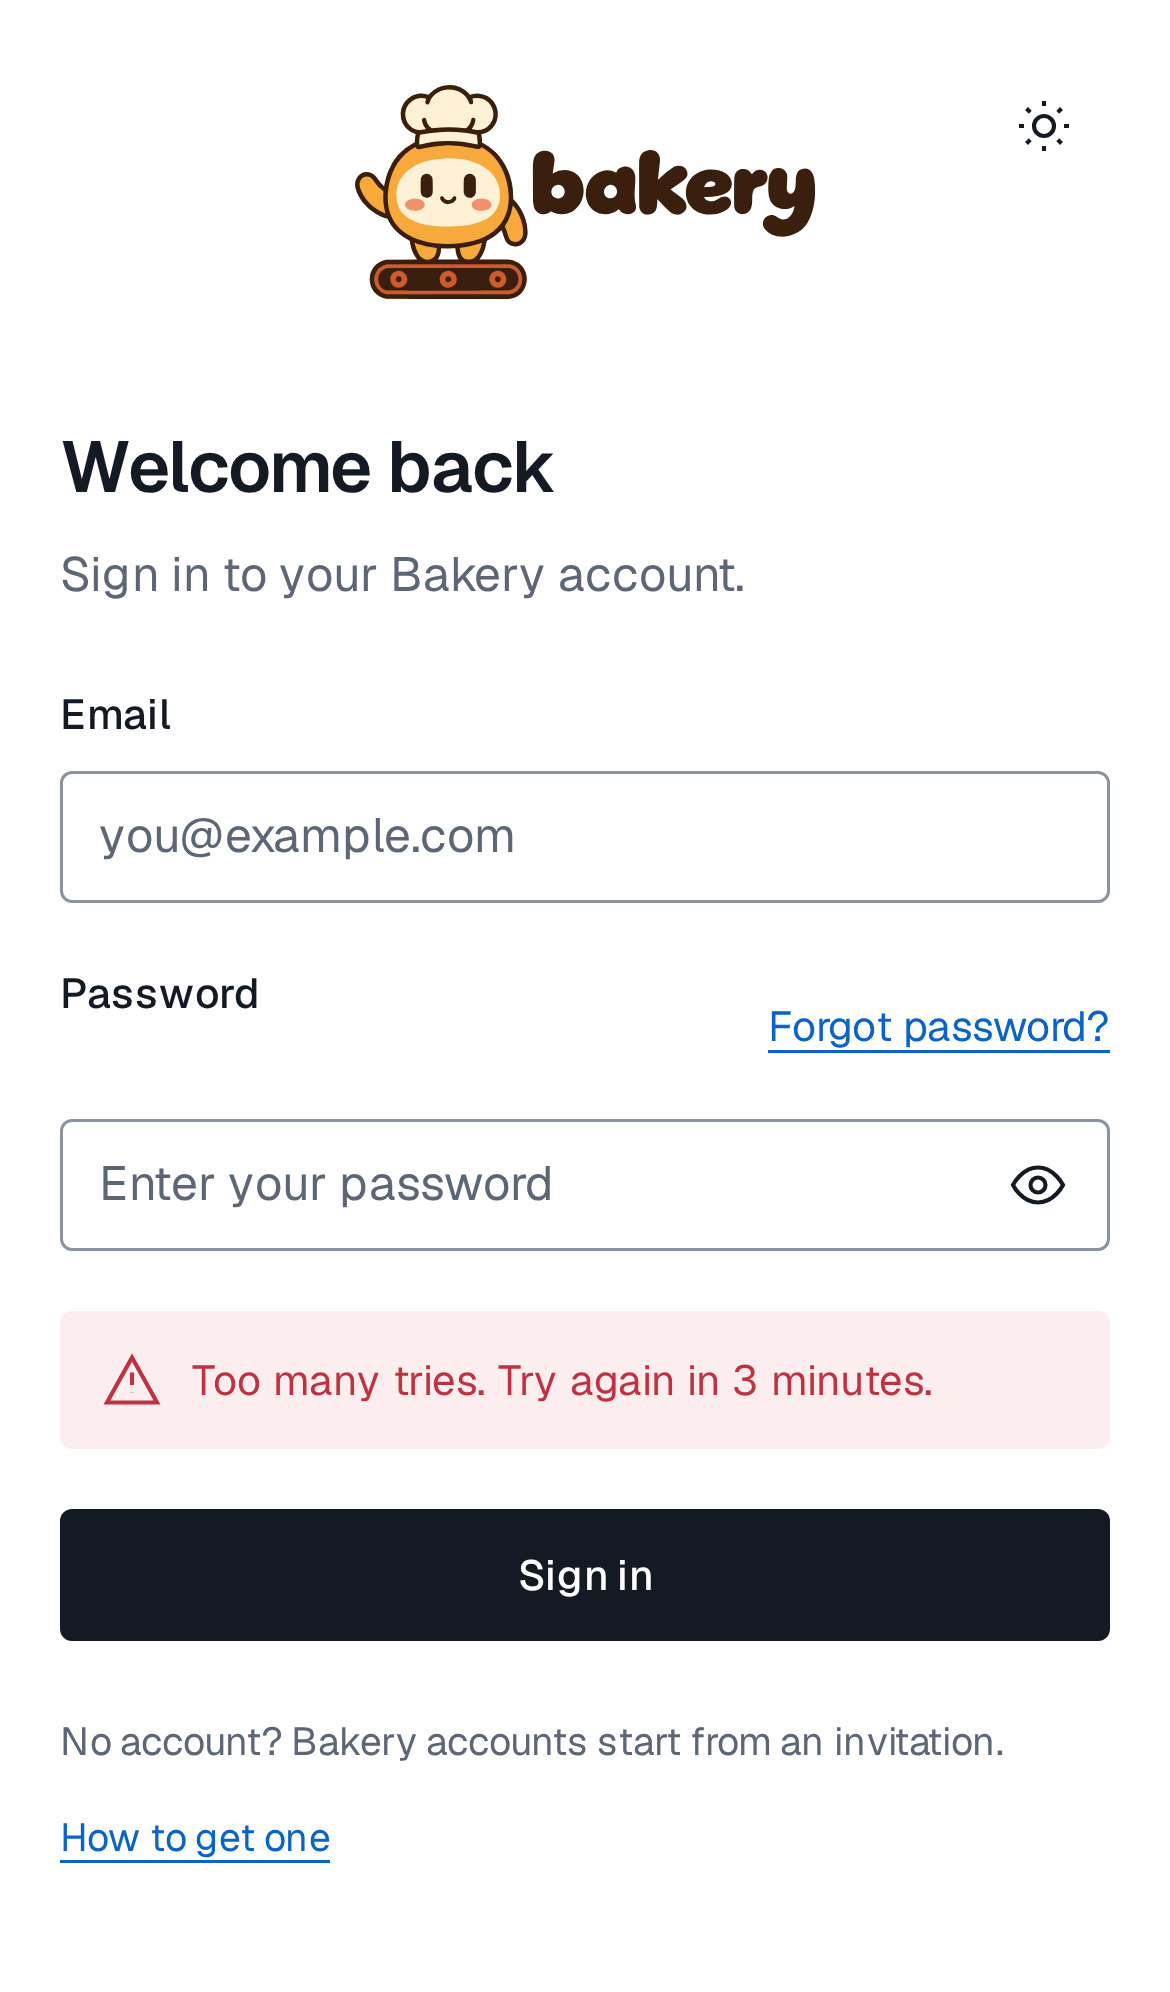 bakery
Welcome back
Sign in to your Bakery account.
Email
you@example.com
Password
Forgot password?
Enter your password
Too many tries. Try again in 3 minutes.
Sign in
No account? Bakery accounts start from an invitation.
How to get one